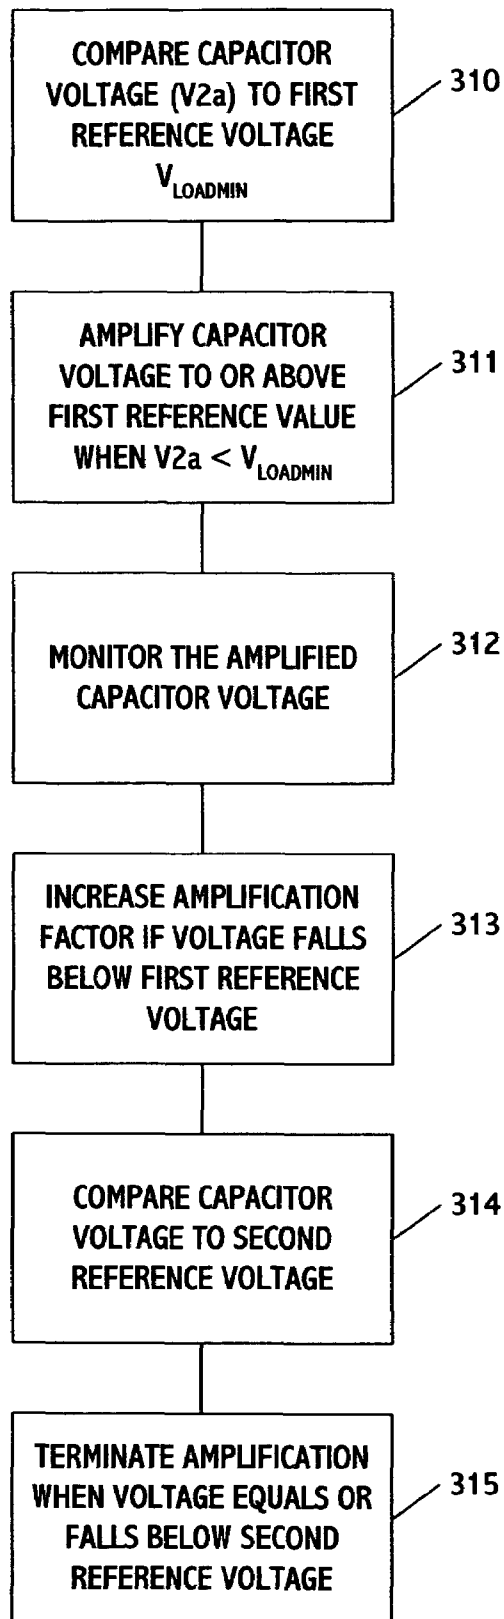 COMPARE CAPACITOR
VOLTAGE (V2a) TO FIRST
REFERENCE VOLTAGE
V_LOADMIN
310
AMPLIFY CAPACITOR
VOLTAGE TO OR ABOVE
FIRST REFERENCE VALUE
WHEN V2a < V_LOADMIN
311
MONITOR THE AMPLIFIED
CAPACITOR VOLTAGE
312
INCREASE AMPLIFICATION
FACTOR IF VOLTAGE FALLS
BELOW FIRST REFERENCE
VOLTAGE
313
COMPARE CAPACITOR
VOLTAGE TO SECOND
REFERENCE VOLTAGE
314
TERMINATE AMPLIFICATION
WHEN VOLTAGE EQUALS OR
FALLS BELOW SECOND
REFERENCE VOLTAGE
315